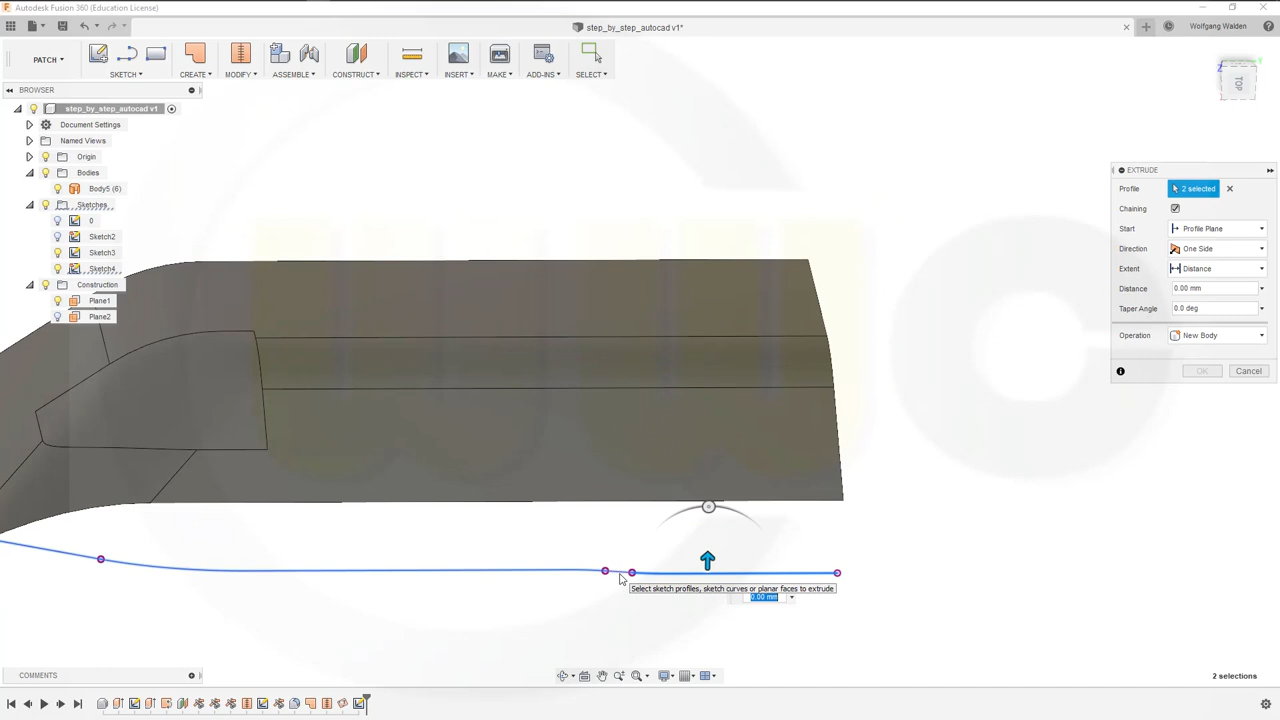 Autodesk Fusion 360 (Education License)
step_by_step_autocad v1*
Wolfgang Walden
PATCH
SKETCH
CREATE
MODIFY
ASSEMBLE
CONSTRUCT
INSPECT
INSERT
MAKE
ADD-INS
SELECT
BROWSER
step_by_step_autocad v1
Document Settings
Named Views
Origin
Bodies
Body5 (6)
Sketches
0
Sketch2
Sketch3
Sketch4
Construction
Plane1
Plane2
TOP
EXTRUDE
Profile 2 selected
Chaining
Start Profile Plane
Direction One Side
Extent Distance
Distance 0.00 mm
Taper Angle 0.0 deg
Operation New Body
OK Cancel
Select sketch profiles, sketch curves or planar faces to extrude
0.00 mm
COMMENTS
2 selections